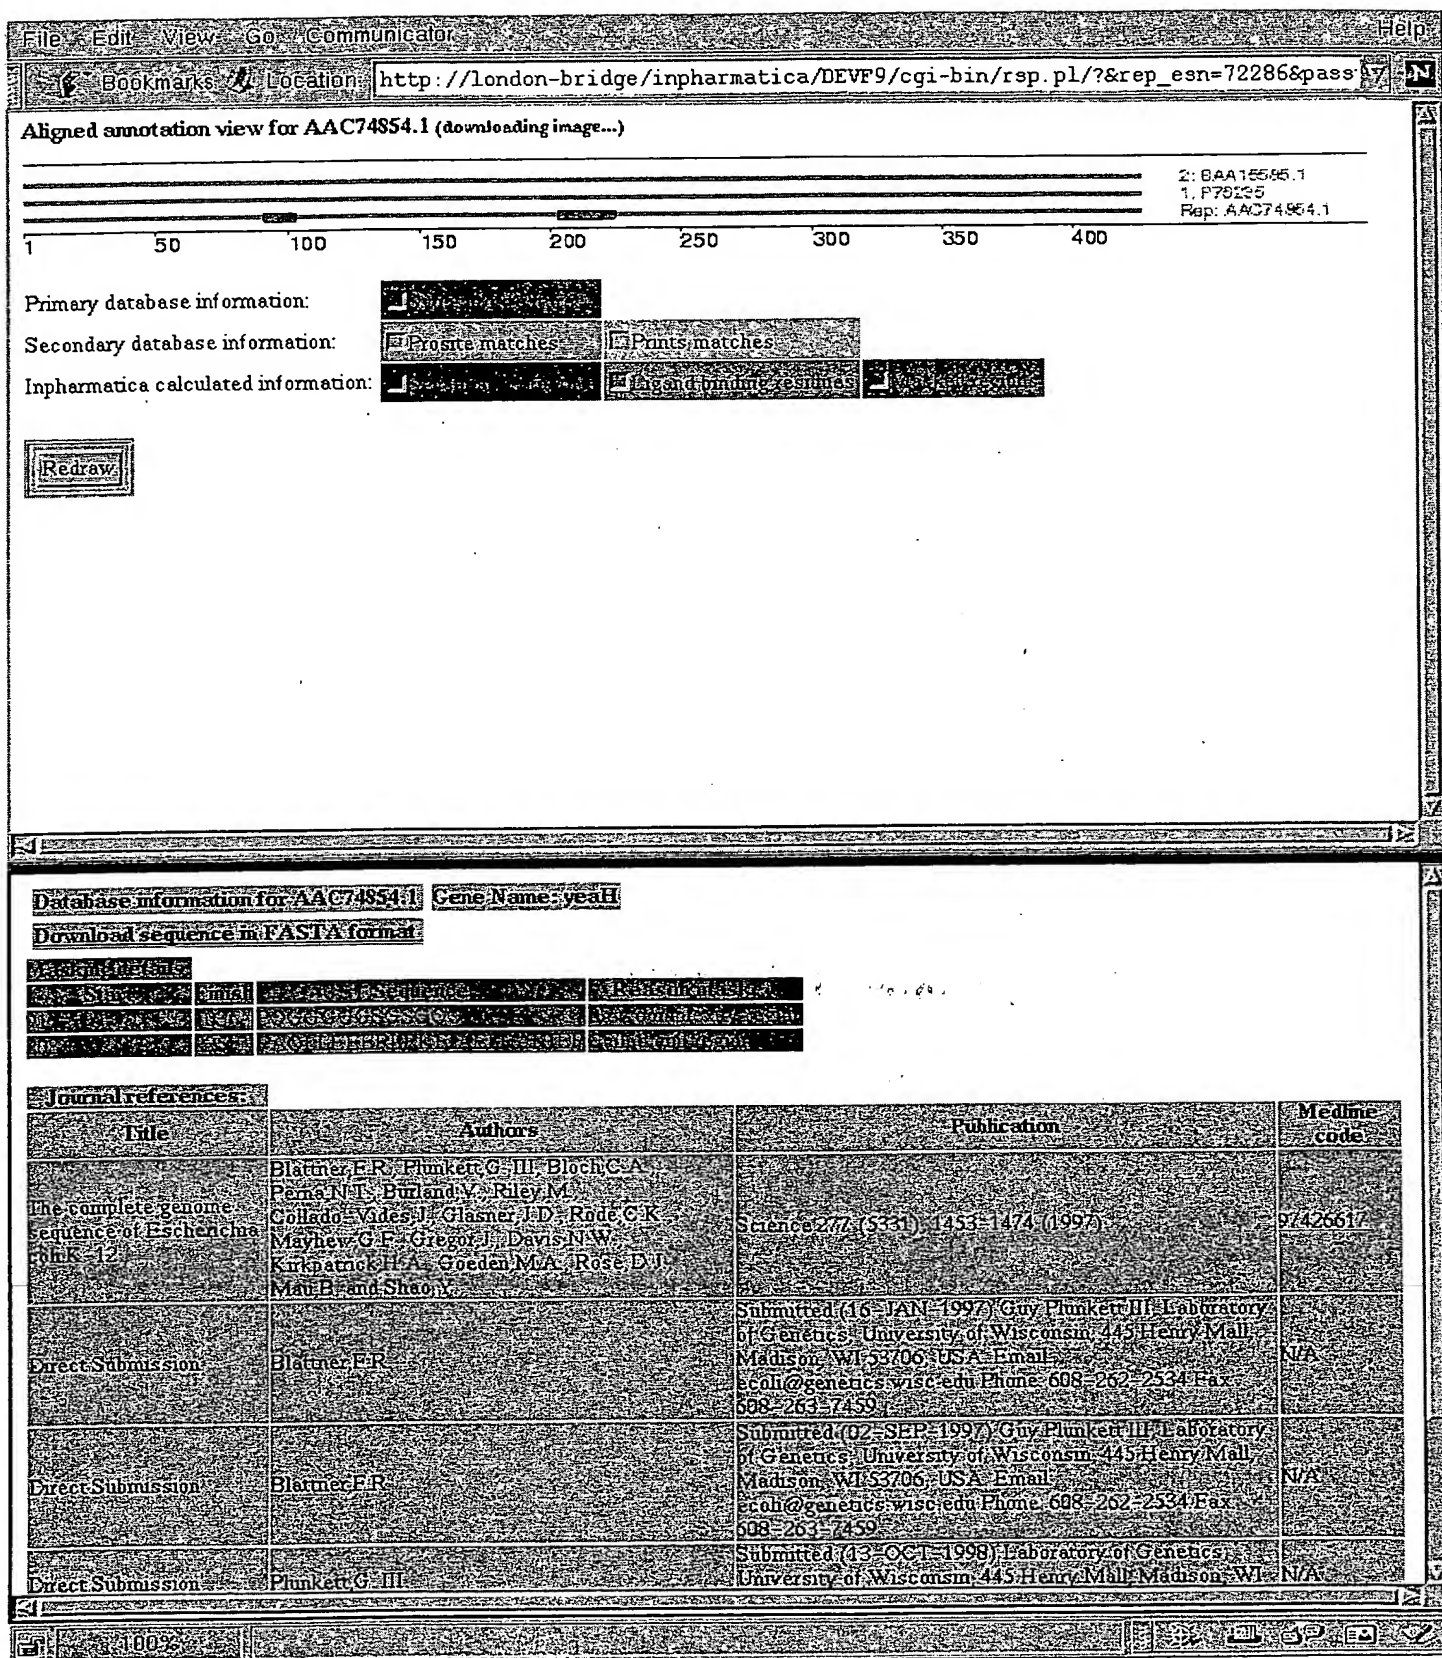 File Edit View Go Communicator Help
Bookmarks Location: http://london-bridge/inpharmatica/DEVF9/cgi-bin/rsp.pl/?&rep_esn=72286&pass
Aligned annotation view for AAC74854.1 (downloading image...)
2: BAA15595.1
1: P76235
Rep: AAC74854.1
1 50 100 150 200 250 300 350 400
Primary database information:
Secondary database information: Prosite matches Prints matches
Inpharmatica calculated information: Ligand binding residues
Redraw
Database information for AAC74854.1 Gene Name: yeaH
Download sequence in FASTA format
Masking details
Start Finish Sequence
Journal references:
Title Authors Publication Medline code
The complete genome sequence of Escherichia coli K-12
Blattner,F.R., Plunkett,G. III, Bloch,C.A.,
Perna,N.T., Burland,V., Riley,M.,
Collado-Vides,J., Glasner,J.D., Rode,C.K.,
Mayhew,G.F., Gregor,J., Davis,N.W.,
Kirkpatrick,H.A., Goeden,M.A., Rose,D.J.,
Mau,B. and Shao,Y.
Science 277 (5331), 1453-1474 (1997)
97426617
Direct Submission
Blattner,F.R.
Submitted (16-JAN-1997) Guy Plunkett III, Laboratory
of Genetics, University of Wisconsin, 445 Henry Mall,
Madison, WI 53706, USA. Email:
ecoli@genetics.wisc.edu Phone: 608-262-2534 Fax:
608-263-7459
N/A
Direct Submission
Blattner,F.R.
Submitted (02-SEP-1997) Guy Plunkett III, Laboratory
of Genetics, University of Wisconsin, 445 Henry Mall,
Madison, WI 53706, USA. Email:
ecoli@genetics.wisc.edu Phone: 608-262-2534 Fax:
608-263-7459
N/A
Direct Submission
Plunkett,G. III
Submitted (13-OCT-1998) Laboratory of Genetics,
University of Wisconsin, 445 Henry Mall, Madison, WI
N/A
100%